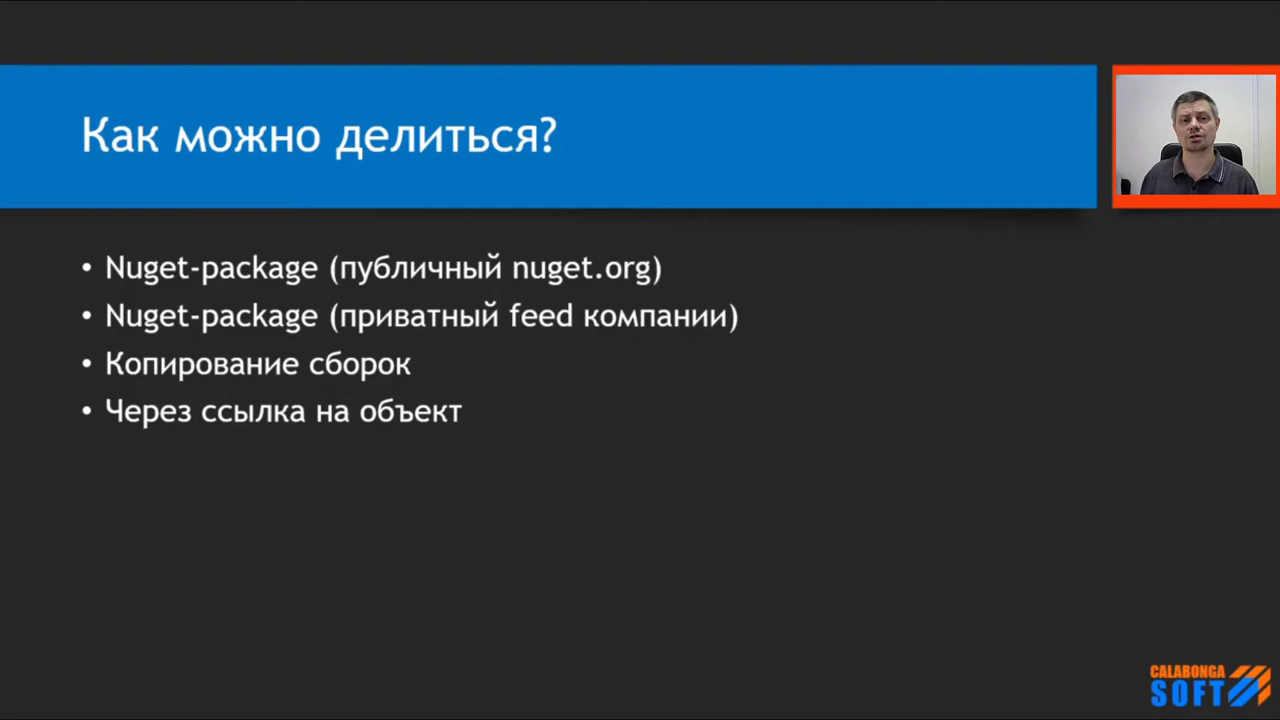 Как можно делиться?
• Nuget-package (публичный nuget.org)
• Nuget-package (приватный feed компании)
• Копирование сборок
• Через ссылка на объект
CALABONGA
SOFT